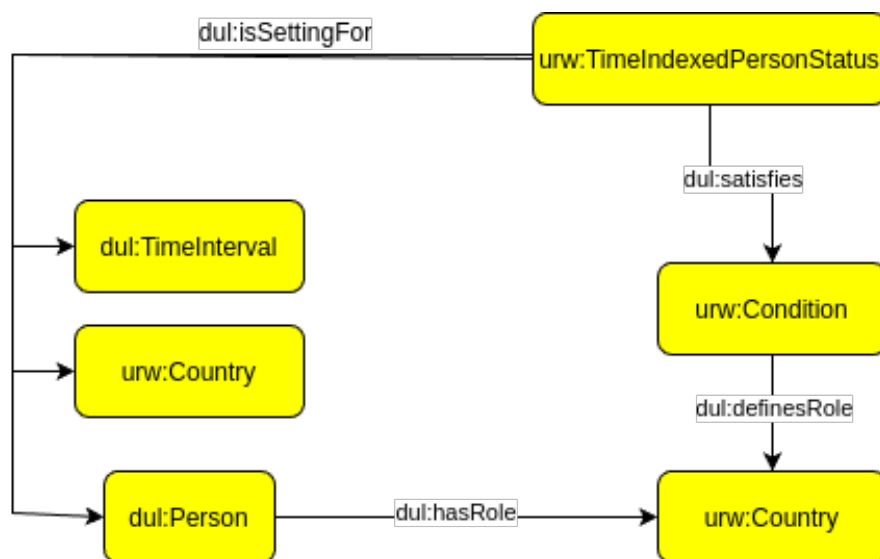 dul:isSettingFor
urw:TimeIndexedPersonStatus
dul:satisfies
dul:TimeInterval
urw:Condition
urw:Country
dul:definesRole
dul:Person
dul:hasRole
urw:Country